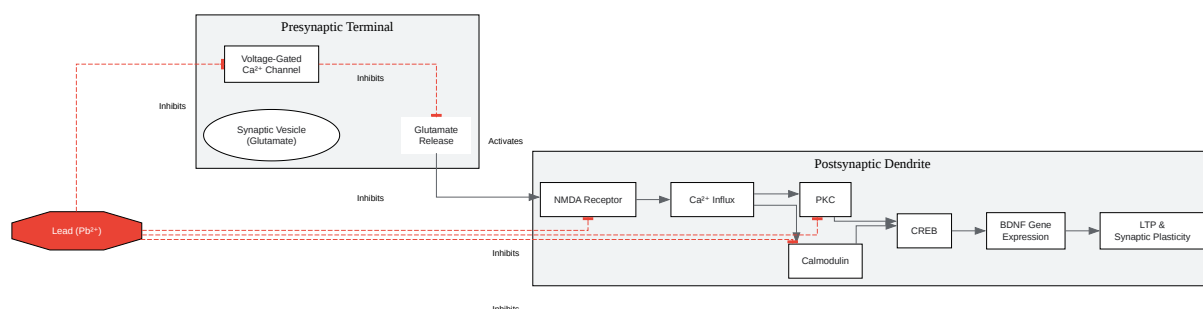 Presynaptic Terminal
Voltage-Gated
Ca²⁺ Channel
Inhibits
Inhibits
Synaptic Vesicle
(Glutamate)
Glutamate
Release
Activates
Postsynaptic Dendrite
Inhibits
NMDA Receptor
Ca²⁺ Influx
PKC
Lead (Pb²⁺)
CREB
BDNF Gene
Expression
LTP &
Synaptic Plasticity
Inhibits
Calmodulin
Inhibits